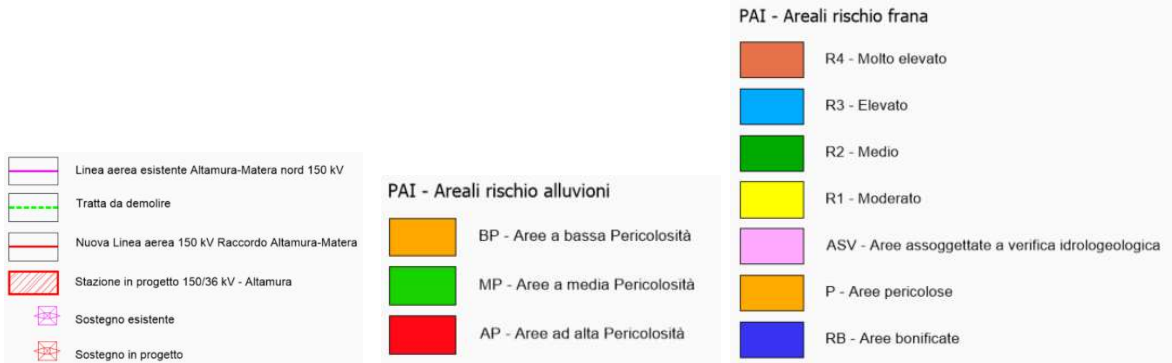 Linea aerea esistente Altamura-Matera nord 150 kV
Tratta da demolire
Nuova Linea aerea 150 kV Raccordo Altamura-Matera
Stazione in progetto 150/36 kV - Altamura
Sostegno esistente
Sostegno in progetto
PAI - Areali rischio alluvioni
BP - Aree a bassa Pericolosità
MP - Aree a media Pericolosità
AP - Aree ad alta Pericolosità
PAI - Areali rischio frana
R4 - Molto elevato
R3 - Elevato
R2 - Medio
R1 - Moderato
ASV - Aree assoggettate a verifica idrologeologica
P - Aree pericolose
RB - Aree bonificate